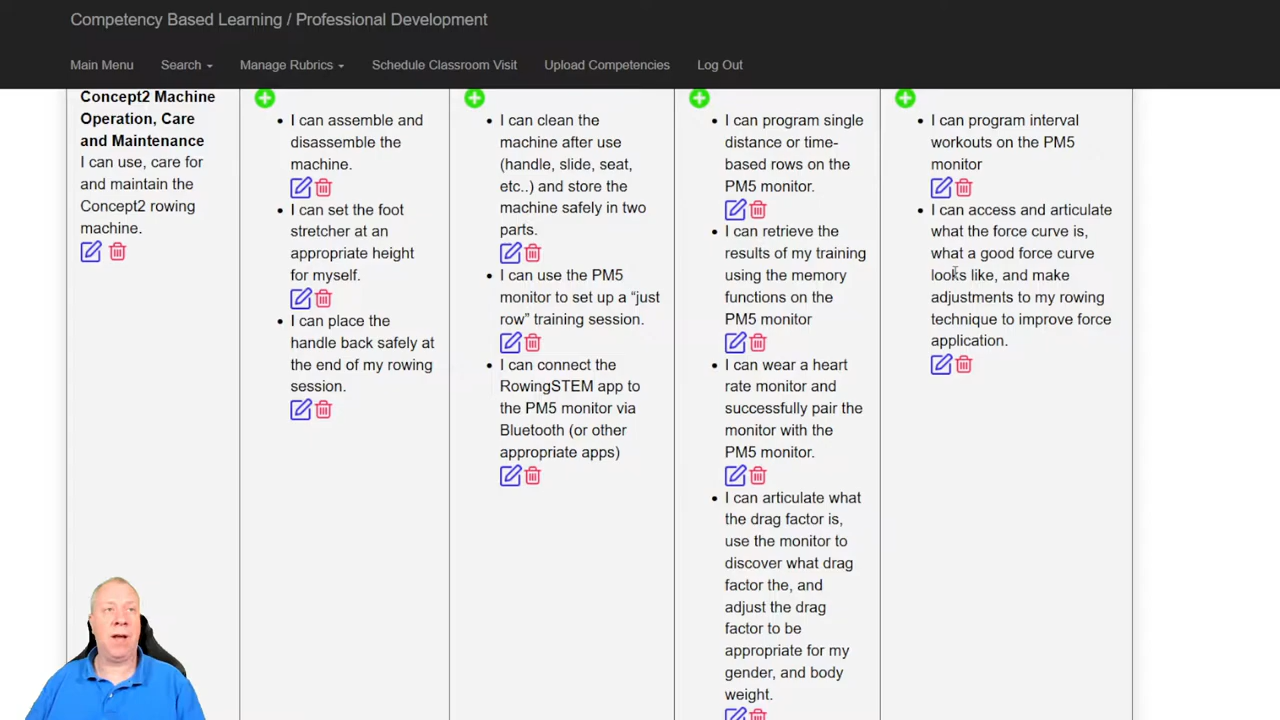 Competency Based Learning / Professional Development
Main Menu
Search
Manage Rubrics
Schedule Classroom Visit
Upload Competencies
Log Out
Concept2 Machine
Operation, Care
and Maintenance
I can use, care for
and maintain the
Concept2 rowing
machine.
I can assemble and
disassemble the
machine.
I can set the foot
stretcher at an
appropriate height
for myself.
I can place the
handle back safely at
the end of my rowing
session.
I can clean the
machine after use
(handle, slide, seat,
etc..) and store the
machine safely in two
parts.
I can use the PM5
monitor to set up a “just
row” training session.
I can connect the
RowingSTEM app to
the PM5 monitor via
Bluetooth (or other
appropriate apps)
I can program single
distance or time-
based rows on the
PM5 monitor.
I can retrieve the
results of my training
using the memory
functions on the
PM5 monitor
I can wear a heart
rate monitor and
successfully pair the
monitor with the
PM5 monitor.
I can articulate what
the drag factor is,
use the monitor to
discover what drag
factor the, and
adjust the drag
factor to be
appropriate for my
gender, and body
weight.
I can program interval
workouts on the PM5
monitor
I can access and articulate
what the force curve is,
what a good force curve
looks like, and make
adjustments to my rowing
technique to improve force
application.